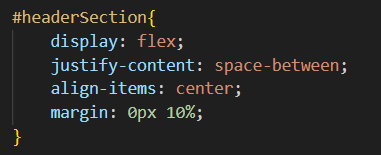 #headerSection{
    display: flex;
    justify-content: space-between;
    align-items: center;
    margin: 0px 10%;
}